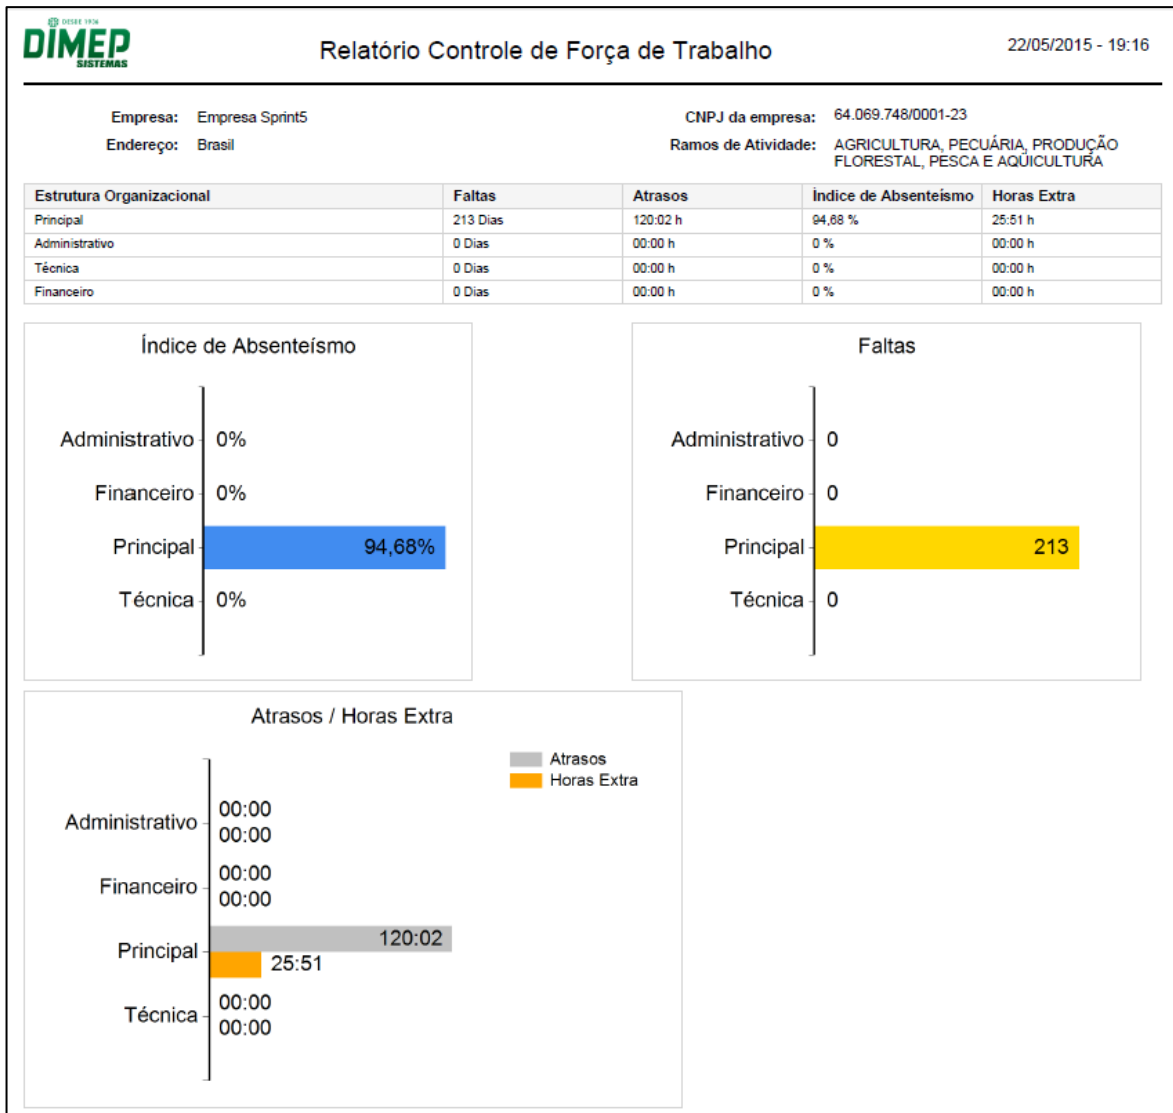 DESDE 1936
DIMEP
SISTEMAS
Relatório Controle de Força de Trabalho
22/05/2015 - 19:16
Empresa: Empresa Sprint5
CNPJ da empresa: 64.069.748/0001-23
Endereço: Brasil
Ramos de Atividade: AGRICULTURA, PECUÁRIA, PRODUÇÃO
FLORESTAL, PESCA E AQÜICULTURA
Estrutura Organizacional Faltas Atrasos Índice de Absenteísmo Horas Extra
Principal 213 Dias 120:02 h 94,68 % 25:51 h
Administrativo 0 Dias 00:00 h 0 % 00:00 h
Técnica 0 Dias 00:00 h 0 % 00:00 h
Financeiro 0 Dias 00:00 h 0 % 00:00 h
Índice de Absenteísmo
Administrativo 0%
Financeiro 0%
Principal 94,68%
Técnica 0%
Faltas
Administrativo 0
Financeiro 0
Principal 213
Técnica 0
Atrasos / Horas Extra
Atrasos
Horas Extra
Administrativo 00:00
00:00
Financeiro 00:00
00:00
Principal 120:02
25:51
Técnica 00:00
00:00